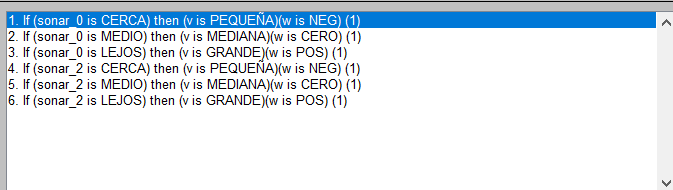 1. If (sonar_0 is CERCA) then (v is PEQUEÑA)(w is NEG) (1)
2. If (sonar_0 is MEDIO) then (v is MEDIANA)(w is CERO) (1)
3. If (sonar_0 is LEJOS) then (v is GRANDE)(w is POS) (1)
4. If (sonar_2 is CERCA) then (v is PEQUEÑA)(w is NEG) (1)
5. If (sonar_2 is MEDIO) then (v is MEDIANA)(w is CERO) (1)
6. If (sonar_2 is LEJOS) then (v is GRANDE)(w is POS) (1)